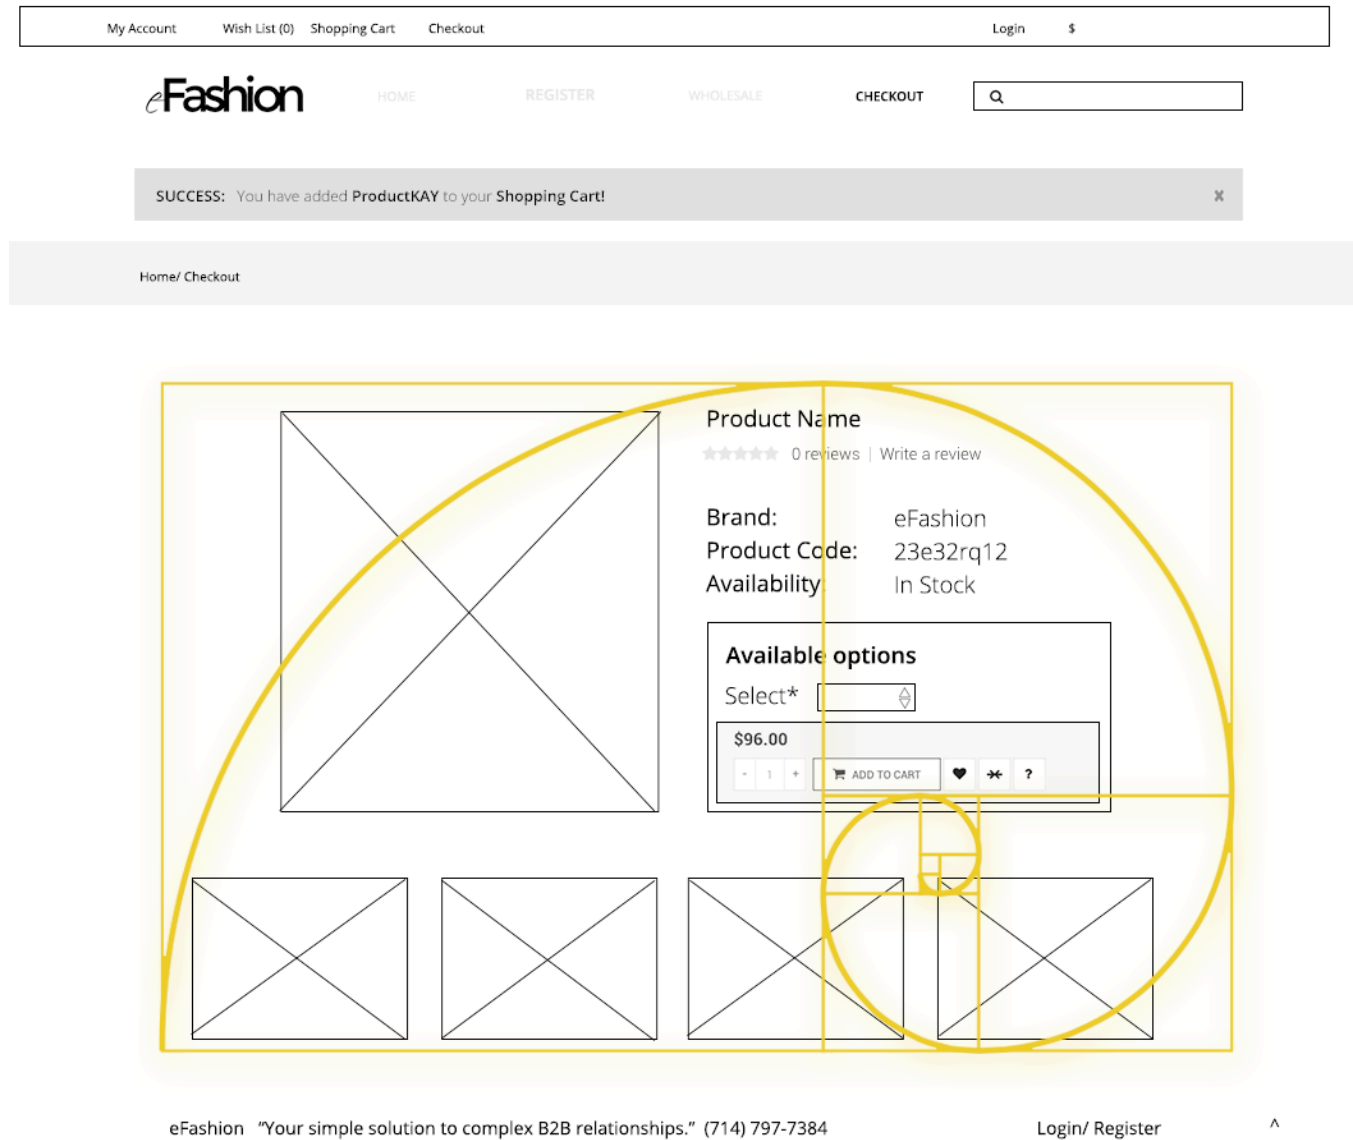 My Account Wish List (0) Shopping Cart Checkout Login $
eFashion HOME REGISTER WHOLESALE CHECKOUT
SUCCESS: You have added ProductKAY to your Shopping Cart! x
Home/ Checkout
Product Name
0 reviews | Write a review
Brand: eFashion
Product Code: 23e32rq12
Availability: In Stock
Available options
Select*
$96.00
- 1 + ADD TO CART ?
eFashion "Your simple solution to complex B2B relationships." (714) 797-7384 Login/ Register ^